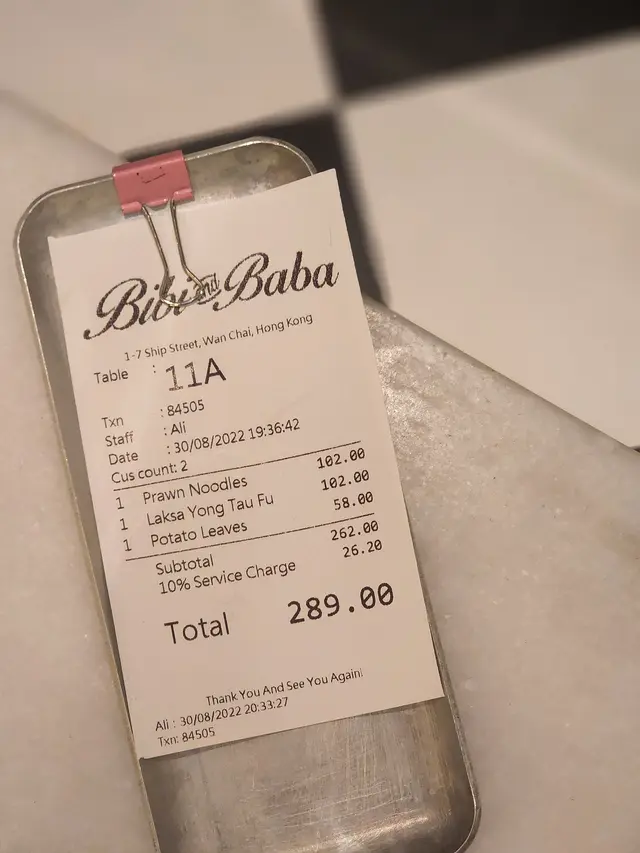 Bibi and Baba
1-7 Ship Street, Wan Chai, Hong Kong
Table : 11A
Txn : 84505
Staff : Ali
Date : 30/08/2022 19:36:42
Cus count: 2
1 Prawn Noodles 102.00
1 Laksa Yong Tau Fu 102.00
1 Potato Leaves 58.00
Subtotal 262.00
10% Service Charge 26.20
Total 289.00
Thank You And See You Again!
Ali : 30/08/2022 20:33:27
Txn: 84505